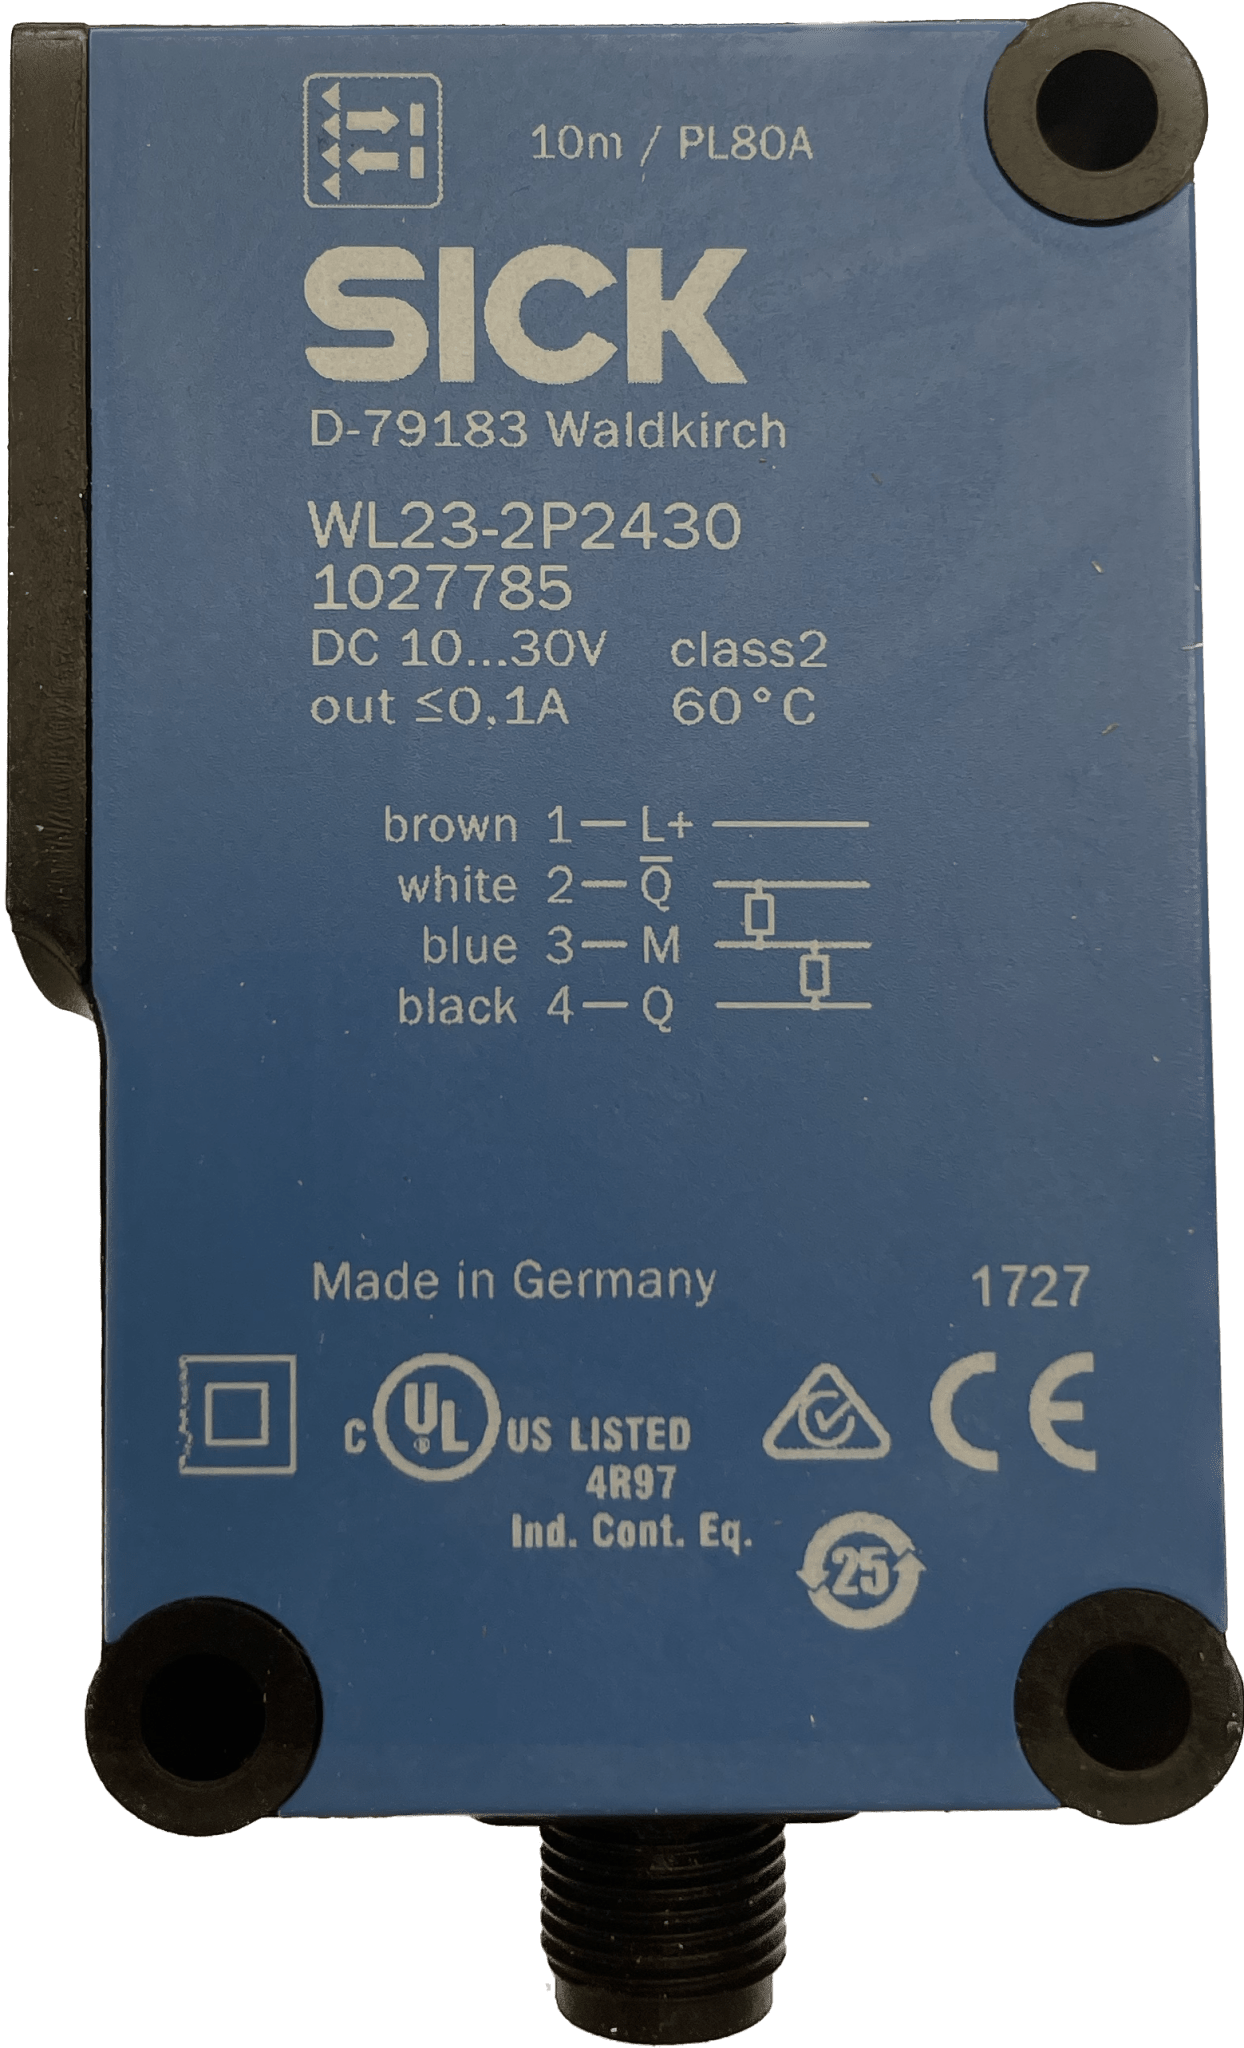 10m / PL80A
SICK
D-79183 Waldkirch
WL23-2P2430
1027785
DC 10...30V class2
out ≤0,1A 60°C
brown 1 — L+
white 2 — Q̅
blue 3 — M
black 4 — Q
Made in Germany 1727
C UL® US LISTED CE
4R97
Ind. Cont. Eq.
25